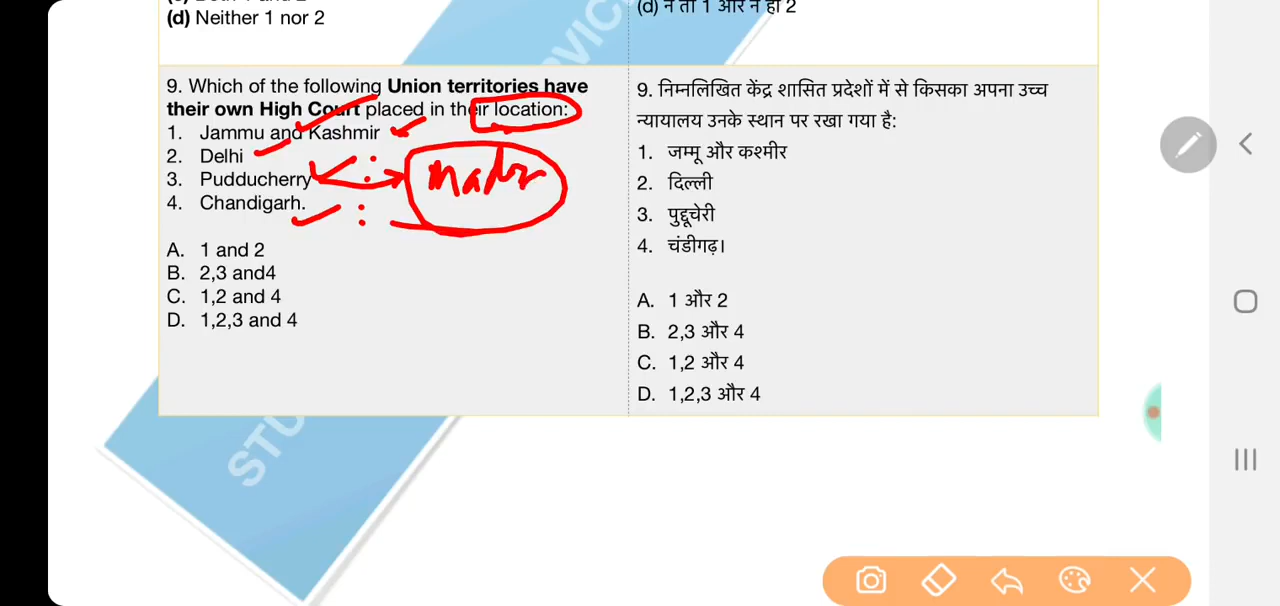 (d) Neither 1 nor 2
(d) न तो 1 और न ही 2
9. Which of the following Union territories have
their own High Court placed in their location:
1. Jammu and Kashmir
2. Delhi
3. Pudducherry
4. Chandigarh.
A. 1 and 2
B. 2,3 and4
C. 1,2 and 4
D. 1,2,3 and 4
9. निम्नलिखित केंद्र शासित प्रदेशों में से किसका अपना उच्च
न्यायालय उनके स्थान पर रखा गया है:
1. जम्मू और कश्मीर
2. दिल्ली
3. पुद्दूचेरी
4. चंडीगढ़।
A. 1 और 2
B. 2,3 और 4
C. 1,2 और 4
D. 1,2,3 और 4